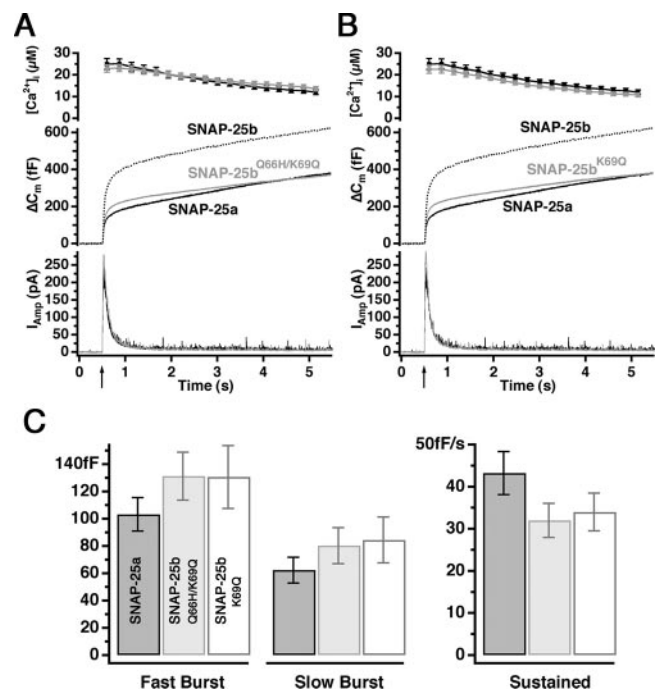 A
B
[Ca2+]i (µM)
30
20
10
[Ca2+]i (µM)
30
20
10
ΔCm (fF)
600
400
200
0
SNAP-25b
SNAP-25b Q66H/K69Q
SNAP-25a
ΔCm (fF)
600
400
200
0
SNAP-25b
SNAP-25b K69Q
SNAP-25a
IAmp (pA)
250
200
150
100
50
0
IAmp (pA)
250
200
150
100
50
0
0 1 2 3 4 5
Time (s)
0 1 2 3 4 5
Time (s)
C
140fF
120
100
80
60
40
20
0
SNAP-25a
SNAP-25b
Q66H/K69Q
SNAP-25b
K69Q
Fast Burst
Slow Burst
50fF/s
40
30
20
10
0
Sustained